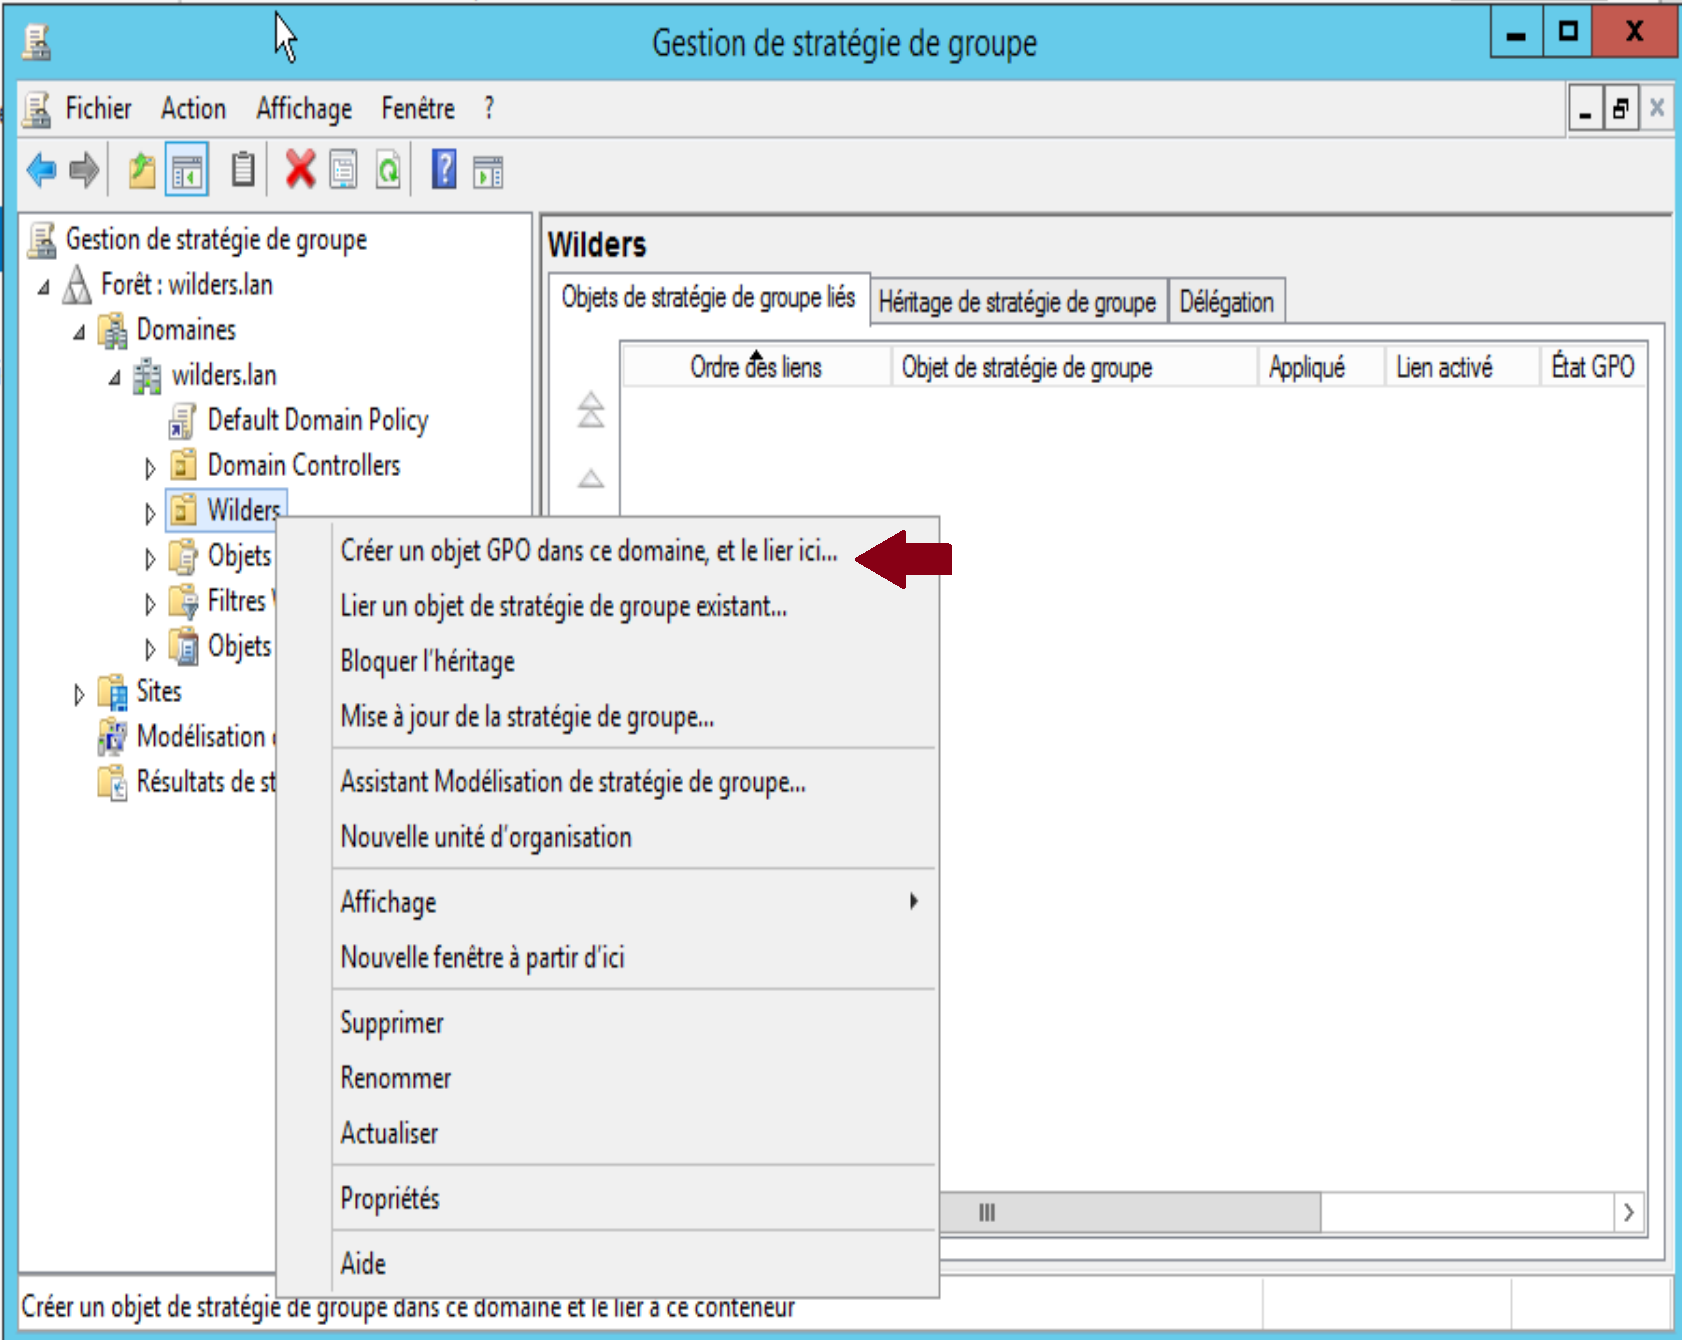 Gestion de stratégie de groupe
Fichier Action Affichage Fenêtre ?
Gestion de stratégie de groupe
Forêt : wilders.lan
Domaines
wilders.lan
Default Domain Policy
Domain Controllers
Wilders
Objets
Filtres
Objets
Sites
Modélisation
Résultats de st
Wilders
Objets de stratégie de groupe liés Héritage de stratégie de groupe Délégation
Ordre des liens Objet de stratégie de groupe Appliqué Lien activé État GPO
Créer un objet GPO dans ce domaine, et le lier ici...
Lier un objet de stratégie de groupe existant...
Bloquer l'héritage
Mise à jour de la stratégie de groupe...
Assistant Modélisation de stratégie de groupe...
Nouvelle unité d'organisation
Affichage
Nouvelle fenêtre à partir d'ici
Supprimer
Renommer
Actualiser
Propriétés
Aide
Créer un objet de stratégie de groupe dans ce domaine et le lier à ce conteneur